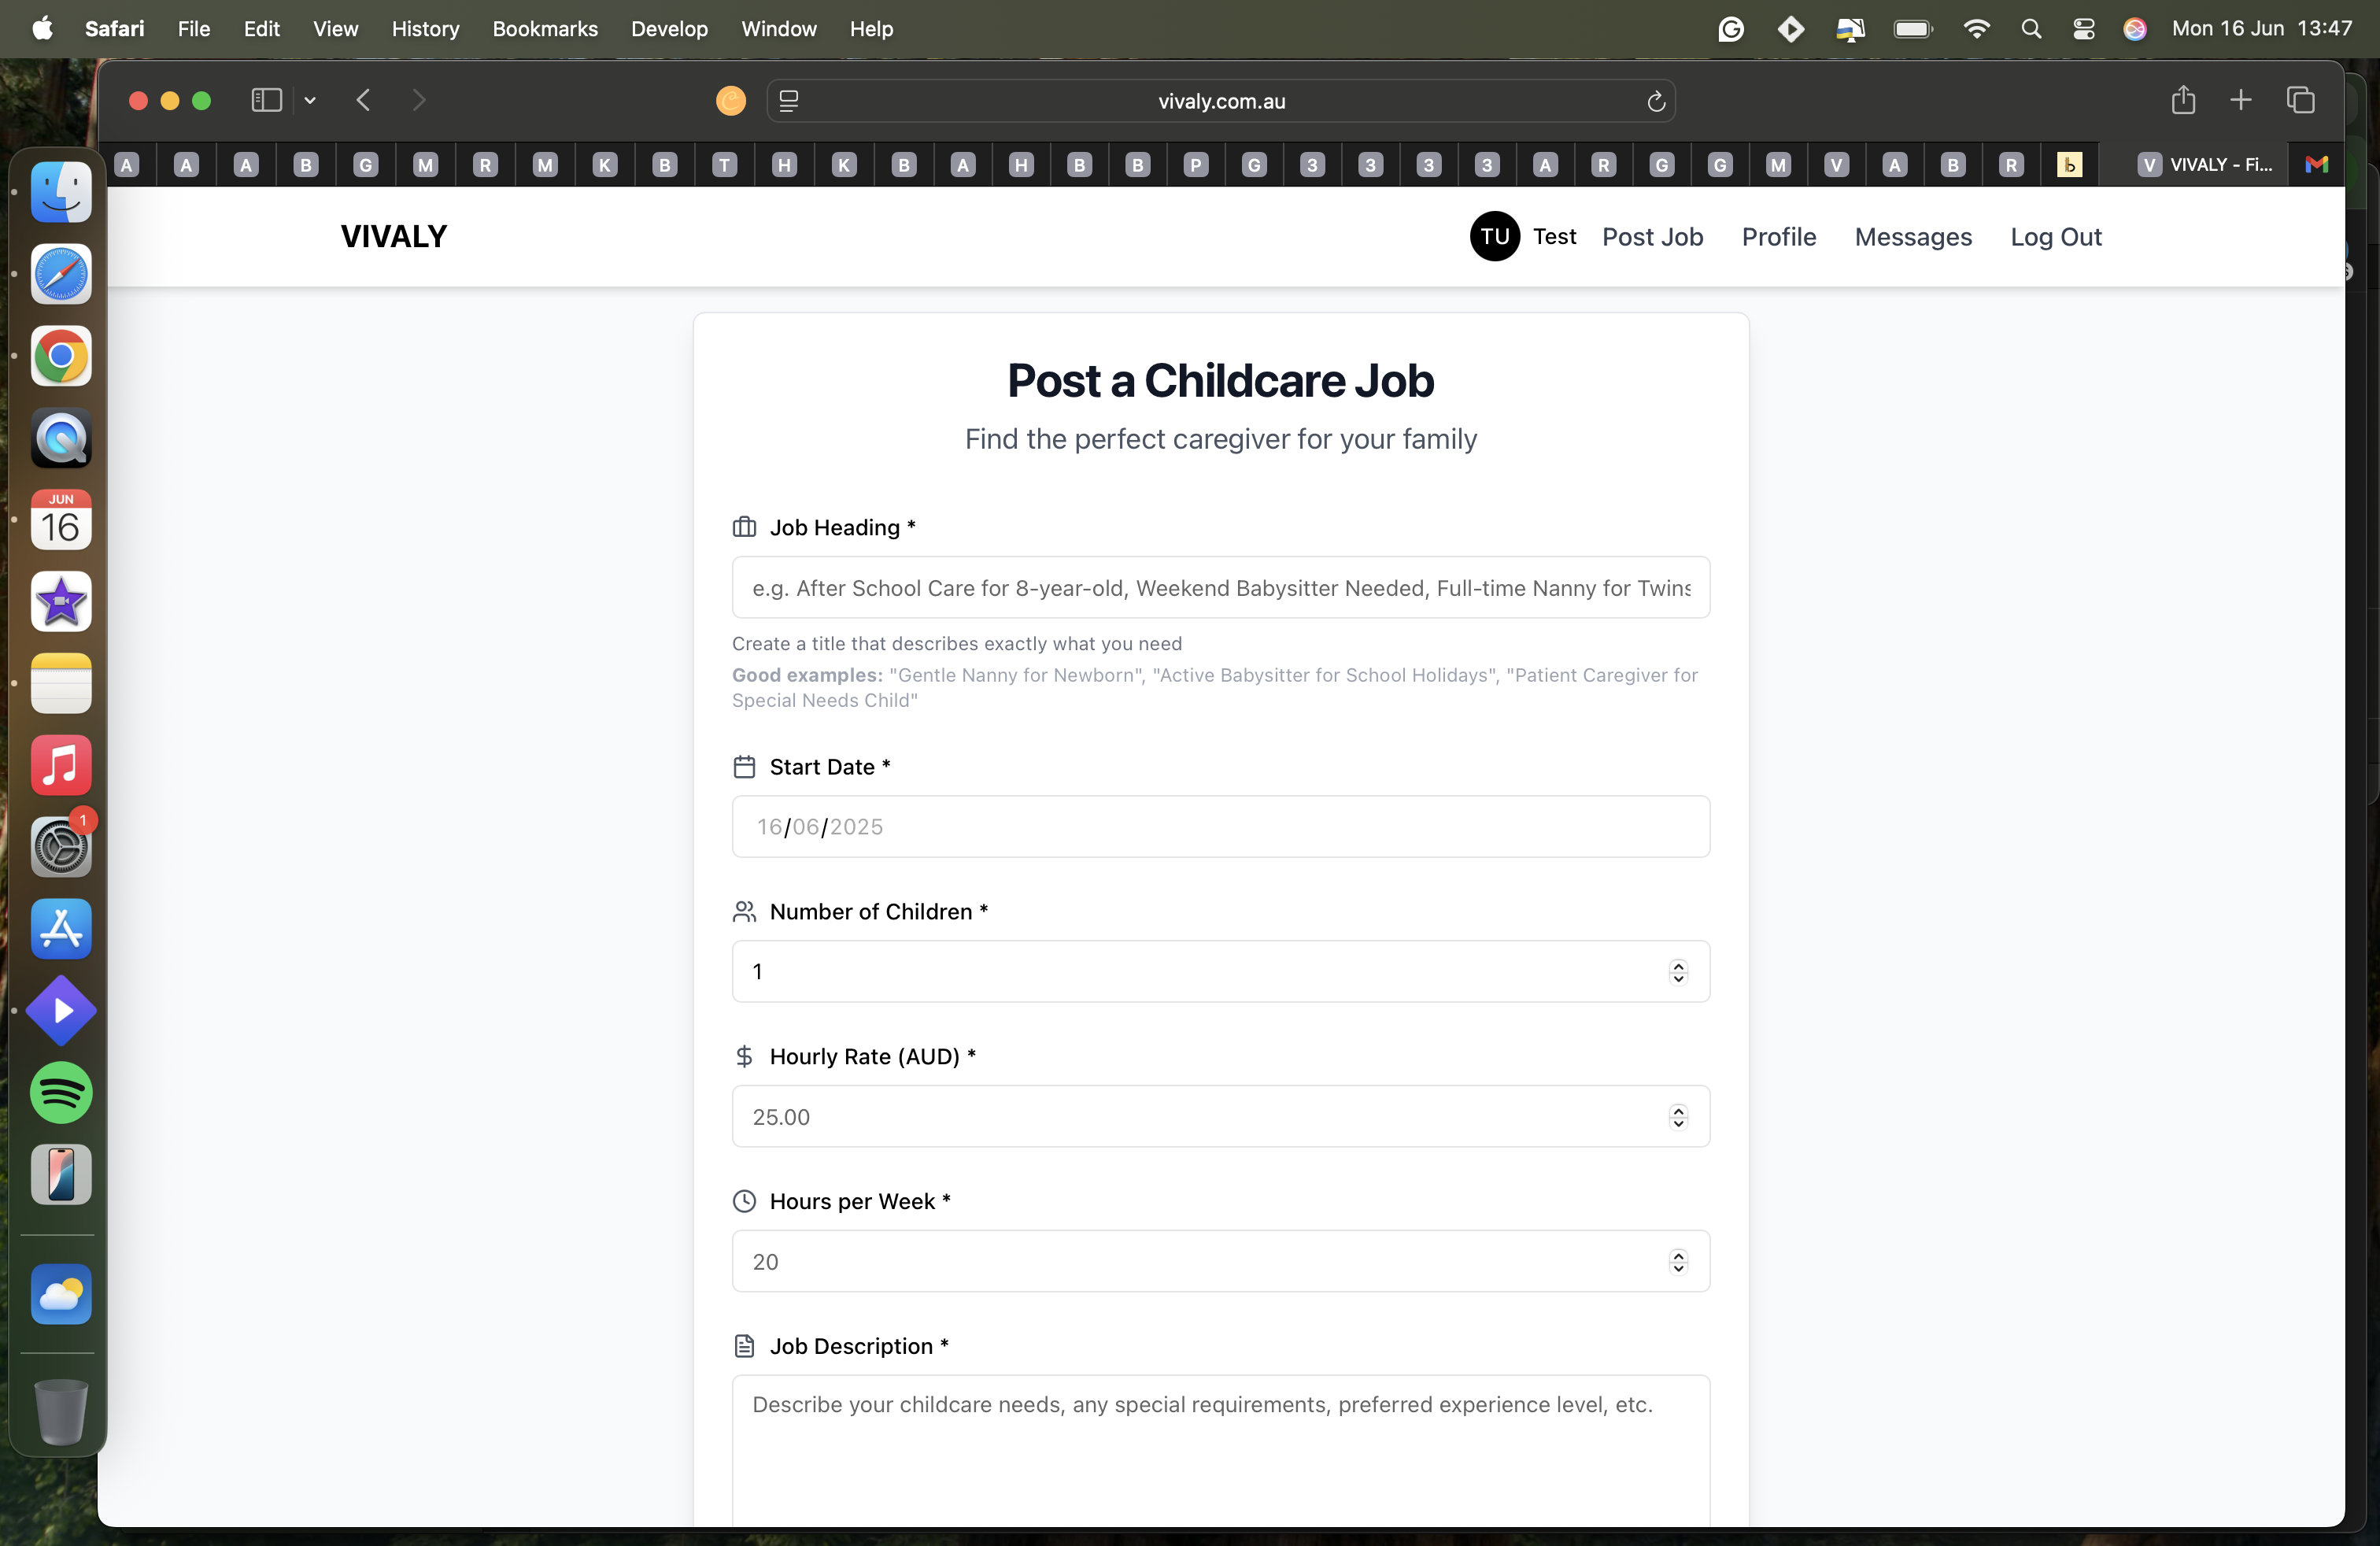 Safari File Edit View History Bookmarks Develop Window Help Mon 16 Jun 13:47
vivaly.com.au
A A A B G M R M K B T H K B A H B B P G 3 3 3 3 A R G G M V A B R b V VIVALY - Fi...
VIVALY TU Test Post Job Profile Messages Log Out
JUN
16
1
Post a Childcare Job
Find the perfect caregiver for your family
Job Heading *
e.g. After School Care for 8-year-old, Weekend Babysitter Needed, Full-time Nanny for Twins
Create a title that describes exactly what you need
Good examples: "Gentle Nanny for Newborn", "Active Babysitter for School Holidays", "Patient Caregiver for
Special Needs Child"
Start Date *
16/06/2025
Number of Children *
1
Hourly Rate (AUD) *
25.00
Hours per Week *
20
Job Description *
Describe your childcare needs, any special requirements, preferred experience level, etc.